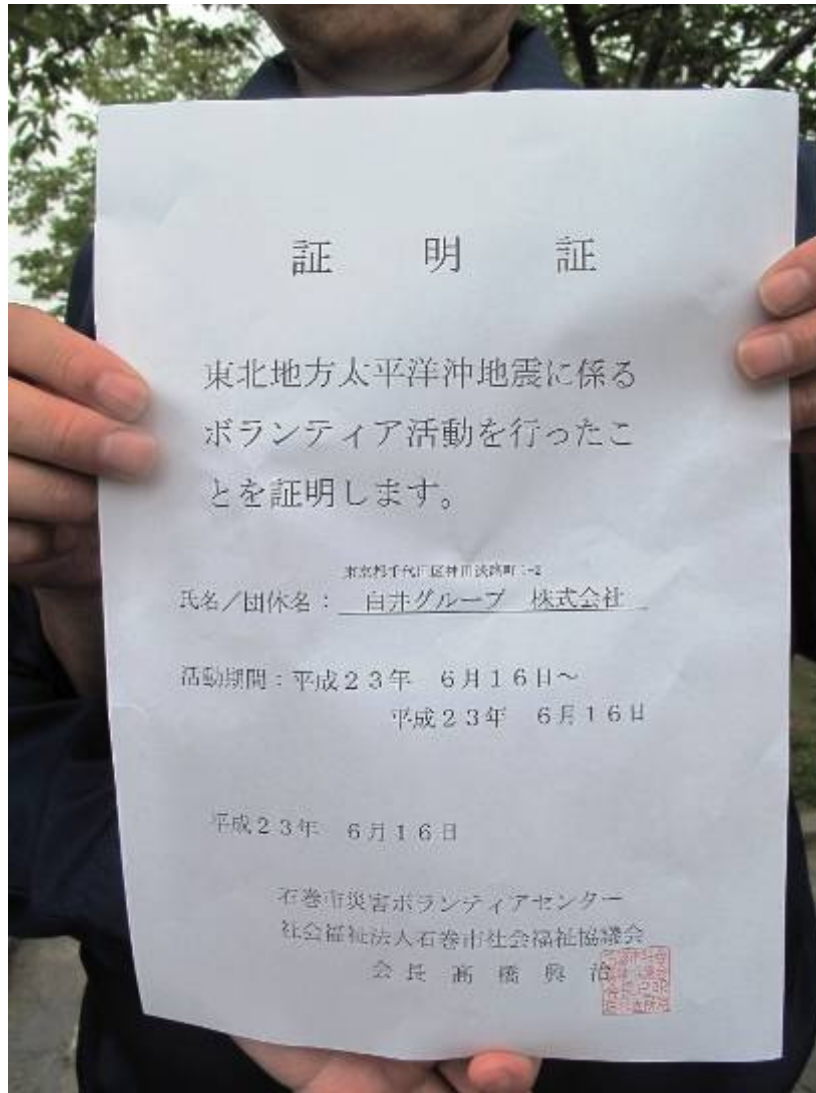 証 明 証
東北地方太平洋沖地震に係る
ボランティア活動を行ったこ
とを証明します。
東京都千代田区神田淡路町2-2
氏名／団体名： 白井グループ 株式会社
活動期間：平成２３年 ６月１６日～
平成２３年 ６月１６日
平成２３年 ６月１６日
石巻市災害ボランティアセンター
社会福祉法人石巻市社会福祉協議会
会 長 髙 橋 興 治